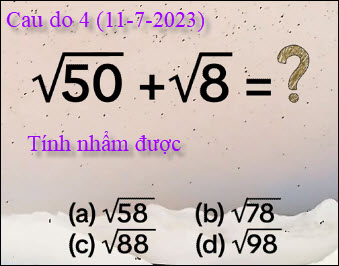 Cau do 4 (11-7-2023)
√50 + √8 = ?
Tính nhẩm được
(a) √58 (b) √78
(c) √88 (d) √98